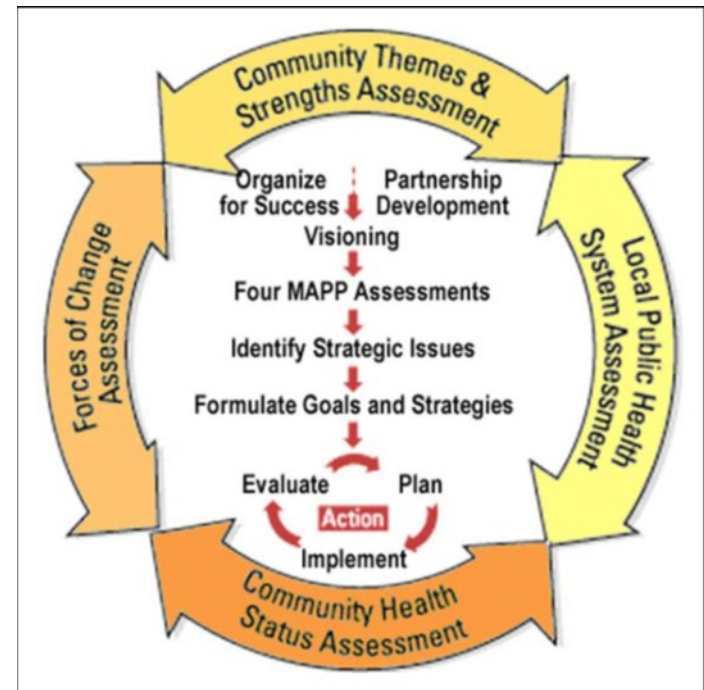 Community Themes &
Strengths Assessment
Organize
for Success
Partnership
Development
Visioning
Four MAPP Assessments
Identify Strategic Issues
Formulate Goals and Strategies
Evaluate
Plan
Action
Implement
Forces of Change
Assessment
Local Public Health
System Assessment
Community Health
Status Assessment